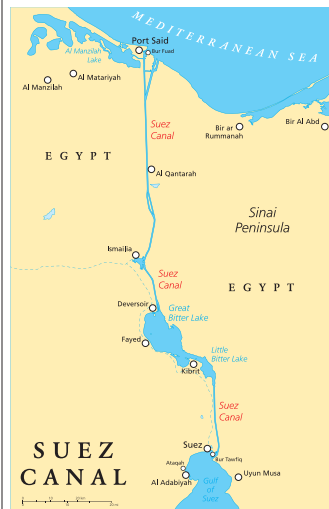 MEDITERRANEAN SEA
Port Said
Bur Fuad
Al Manzilah
Lake
Al Matariyah
Al Manzilah
Suez
Canal
Bir Al Abd
Bir ar
Rummanah
EGYPT
Al Qantarah
Sinai
Peninsula
Ismailia
Suez
Canal
EGYPT
Deversoir
Great
Bitter Lake
Fayed
Little
Bitter Lake
Kibrit
Suez
Canal
Suez
Bur Tawfiq
Ataqah
Al Adabiyah
Uyun Musa
Gulf
of Suez
SUEZ
CANAL